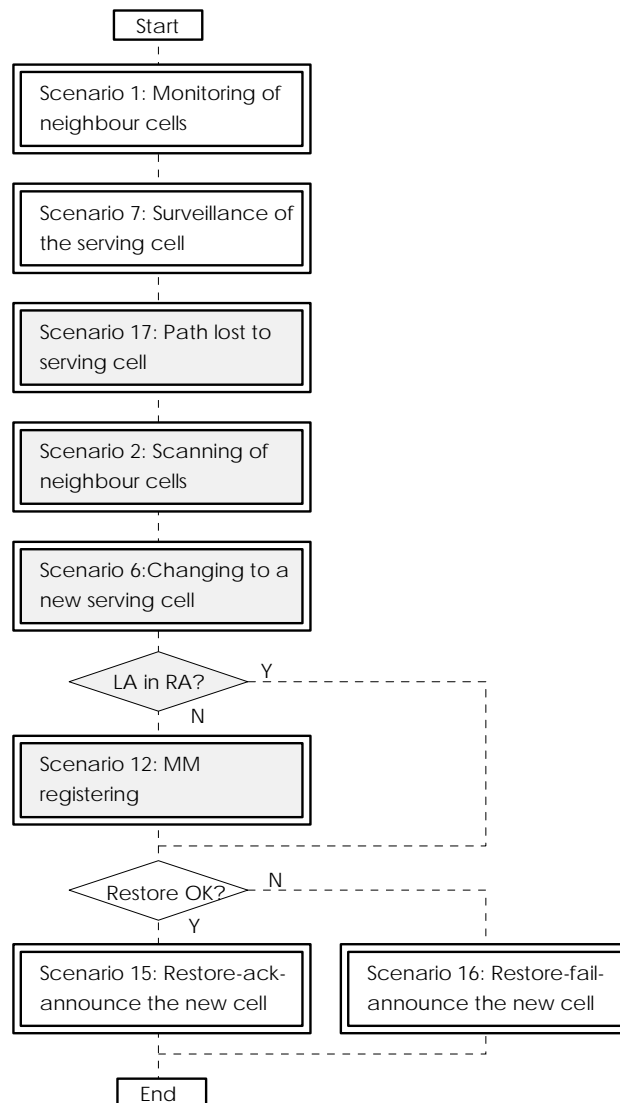 Start
Scenario 1: Monitoring of
neighbour cells
Scenario 7: Surveillance of
the serving cell
Scenario 17: Path lost to
serving cell
Scenario 2: Scanning of
neighbour cells
Scenario 6:Changing to a
new serving cell
LA in RA?
Y
N
Scenario 12: MM
registering
Restore OK?
N
Y
Scenario 15: Restore-ack-
announce the new cell
Scenario 16: Restore-fail-
announce the new cell
End